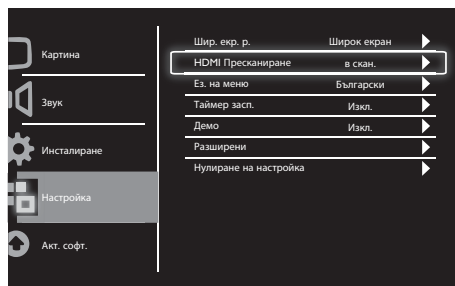 Картина
Звук
Инсталиране
Настройка
Акт. софт.
Шир. екр. р. Широк екран
HDMI Пресканиране в скан.
Ез. на меню Български
Таймер засп. Изкл.
Демо Изкл.
Разширени
Нулиране на настройка